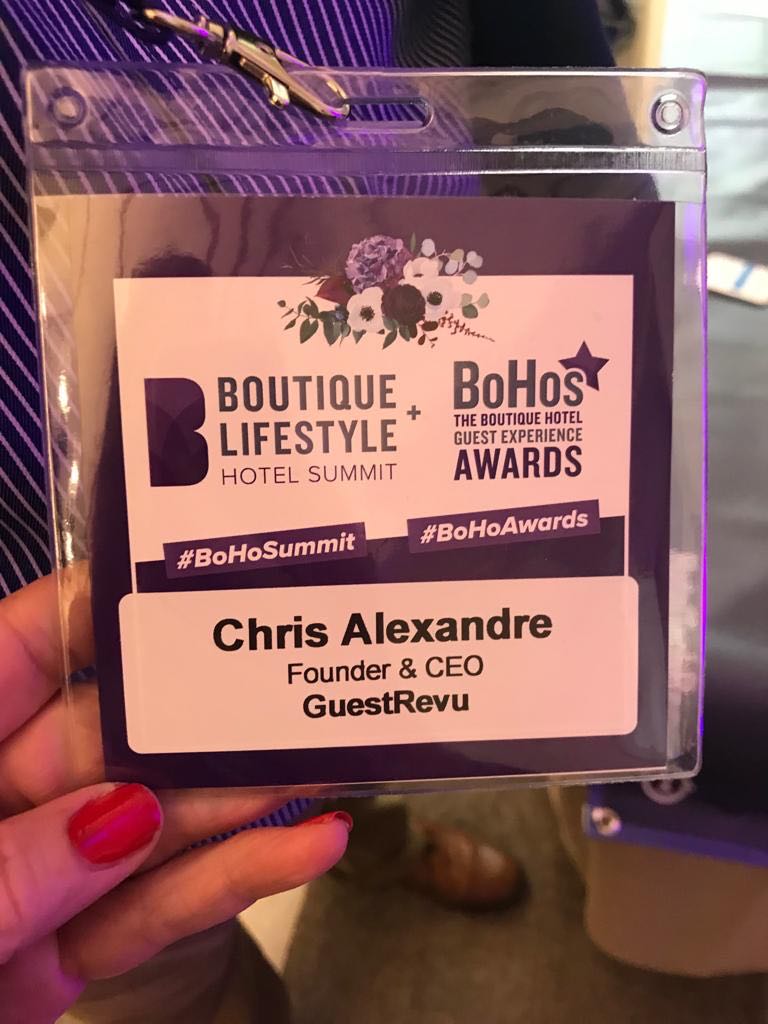 BOUTIQUE
LIFESTYLE
HOTEL SUMMIT
+
BoHos
THE BOUTIQUE HOTEL
GUEST EXPERIENCE
AWARDS
#BoHoSummit
#BoHoAwards
Chris Alexandre
Founder & CEO
GuestRevu